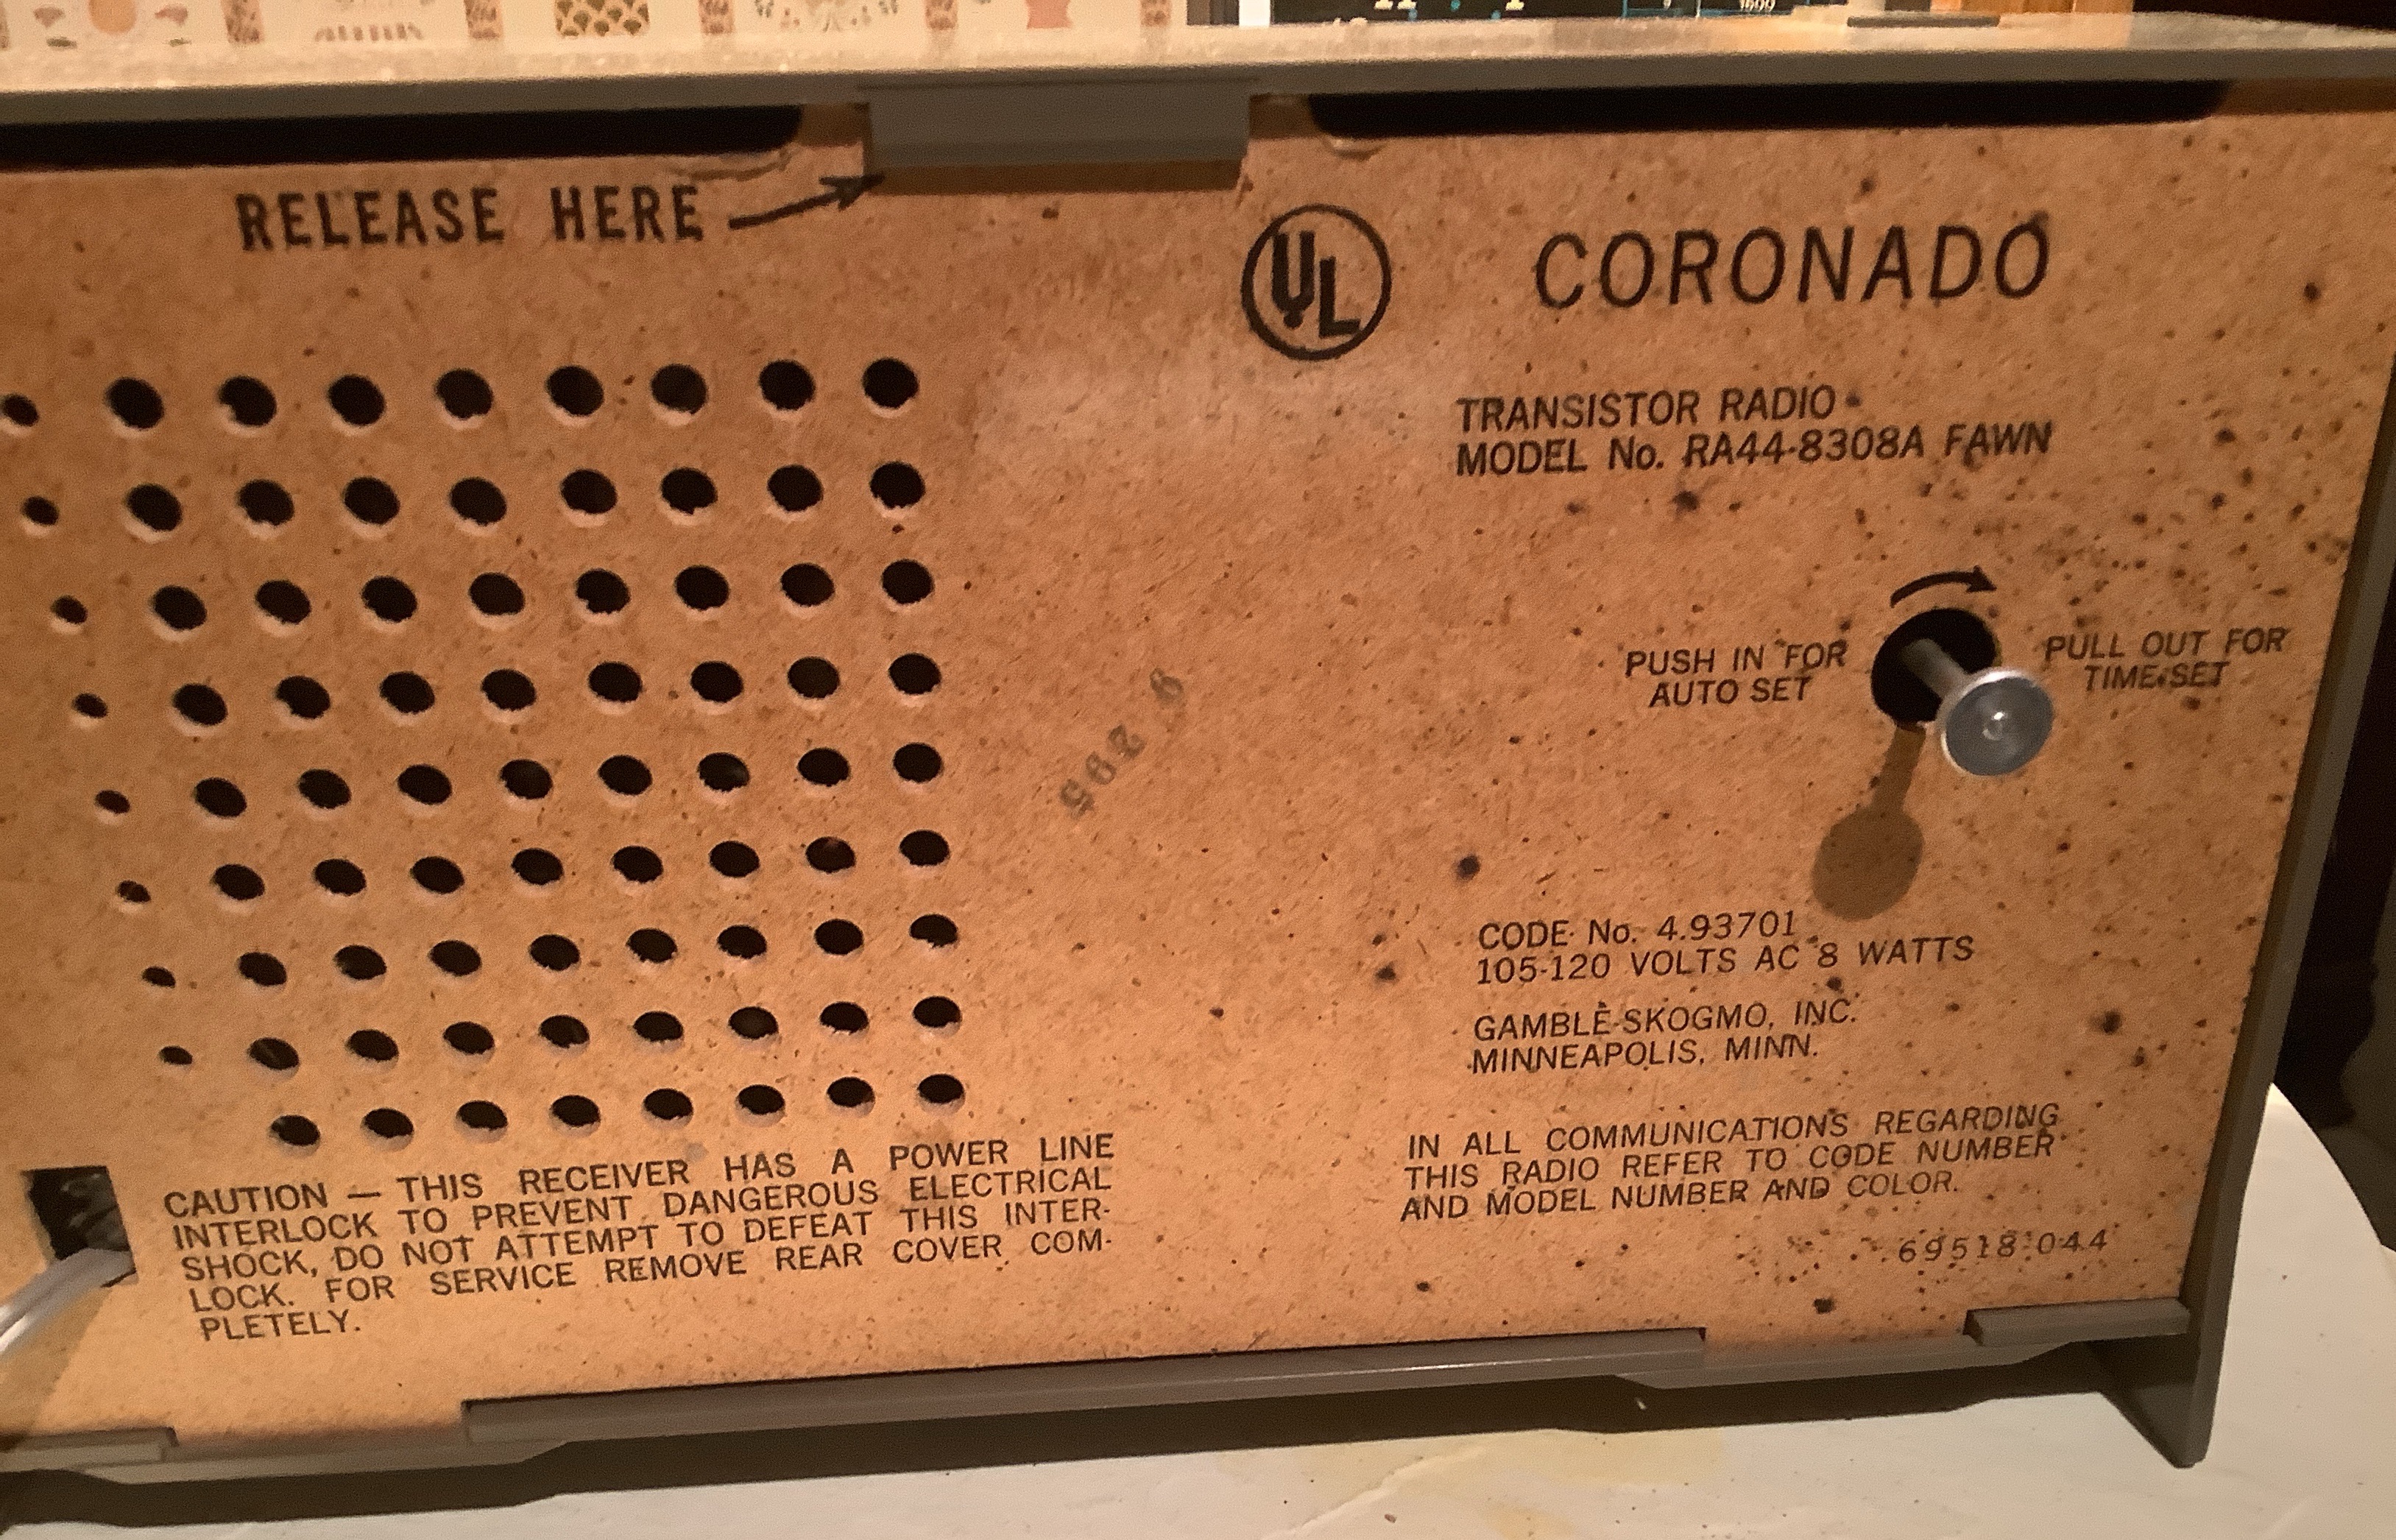 1600
RELEASE HERE
UL
CORONADO
TRANSISTOR RADIO
MODEL No. RA44-8308A FAWN
PUSH IN FOR
AUTO SET
PULL OUT FOR
TIME SET
9 295
CODE No. 4.93701
105-120 VOLTS AC 8 WATTS
GAMBLE-SKOGMO, INC.
MINNEAPOLIS, MINN.
CAUTION — THIS RECEIVER HAS A POWER LINE
INTERLOCK TO PREVENT DANGEROUS ELECTRICAL
SHOCK, DO NOT ATTEMPT TO DEFEAT THIS INTER-
LOCK. FOR SERVICE REMOVE REAR COVER COM-
PLETELY.
IN ALL COMMUNICATIONS REGARDING
THIS RADIO REFER TO CODE NUMBER
AND MODEL NUMBER AND COLOR.
69518-044